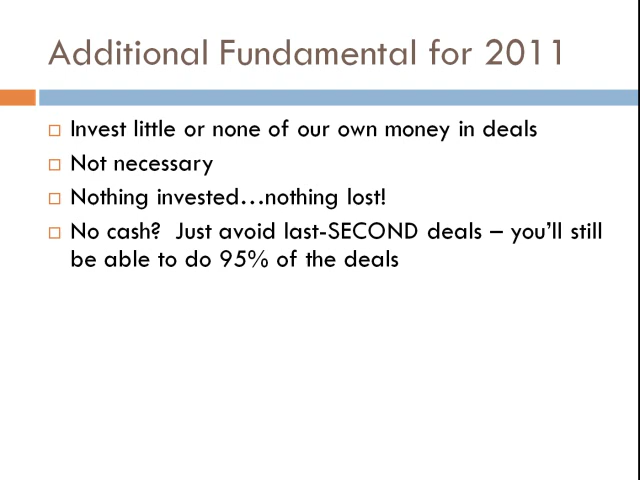 Additional Fundamental for 2011
Invest little or none of our own money in deals
Not necessary
Nothing invested...nothing lost!
No cash?  Just avoid last-SECOND deals – you'll still
be able to do 95% of the deals